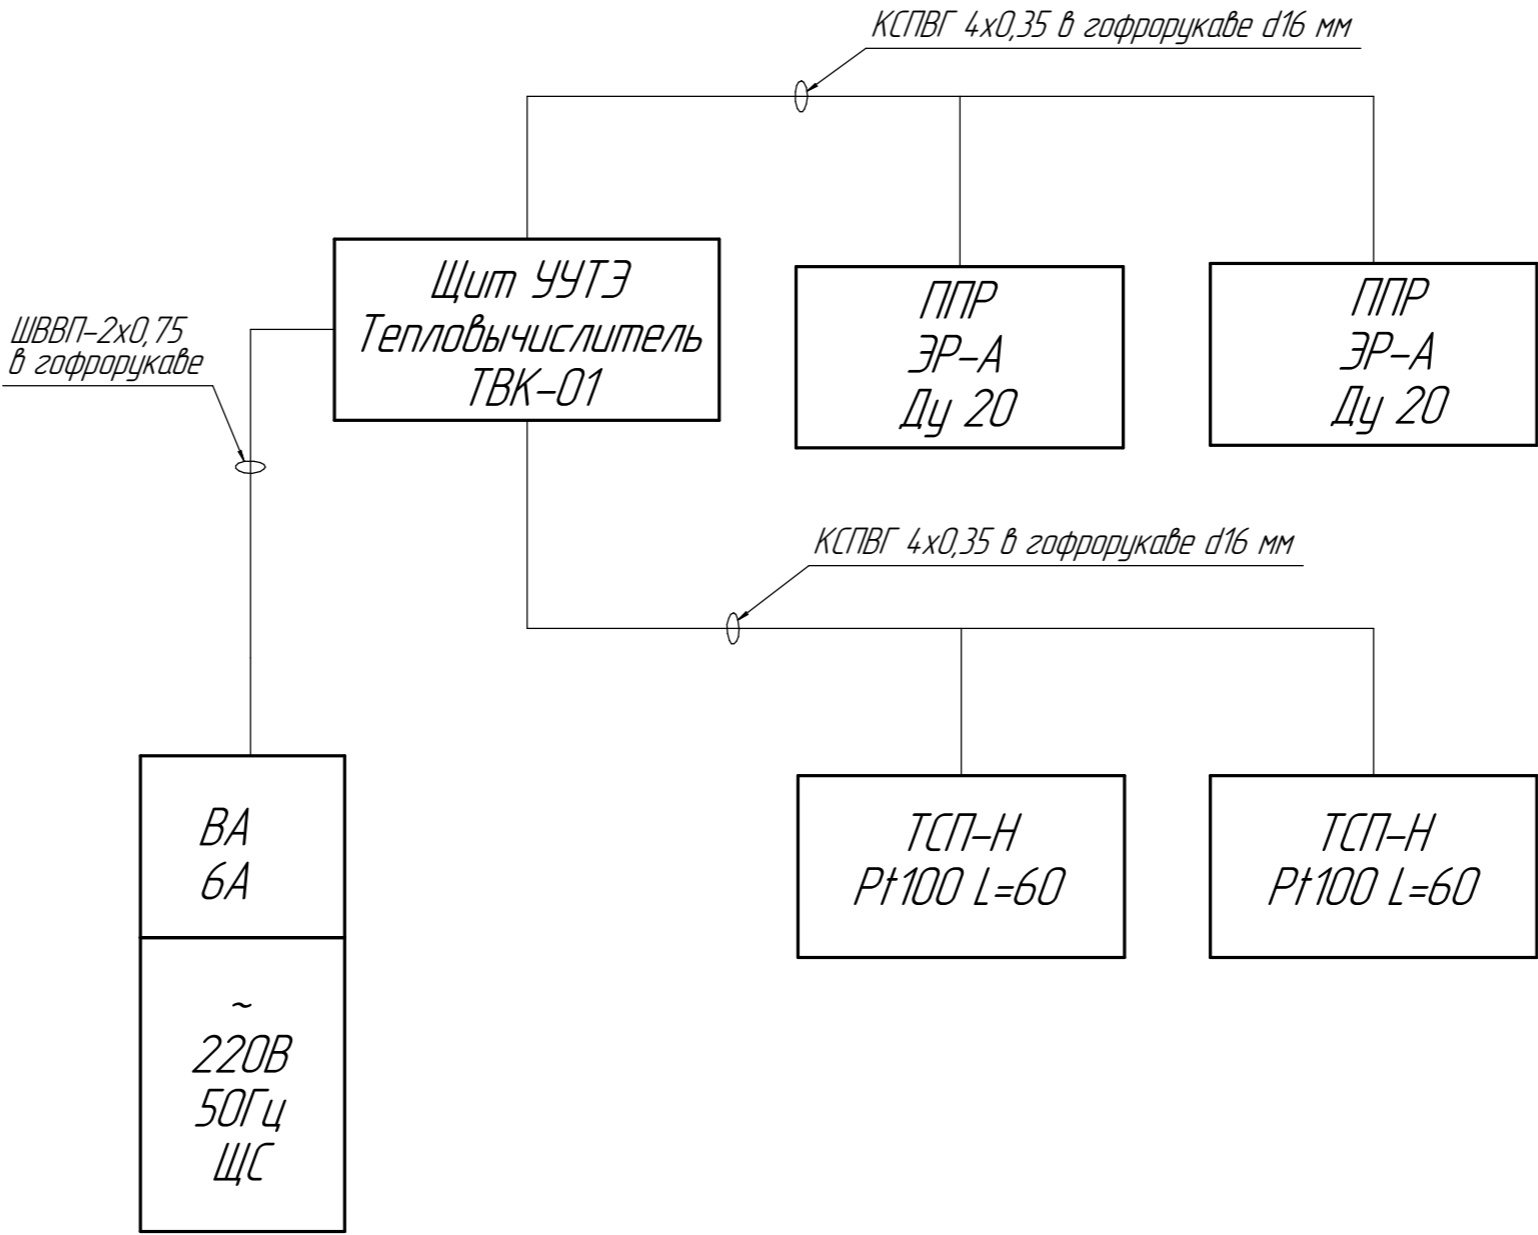 КСПВГ 4х0,35 в гофрорукаве d16 мм
Щит УУТЭ
Тепловычислитель
ТВК-01
ППР
ЭР-А
Ду 20
ППР
ЭР-А
Ду 20
ШВВП-2х0,75
в гофрорукаве
КСПВГ 4х0,35 в гофрорукаве d16 мм
ВА
6А
~
220В
50Гц
ЩС
ТСП-Н
Pt100 L=60
ТСП-Н
Pt100 L=60